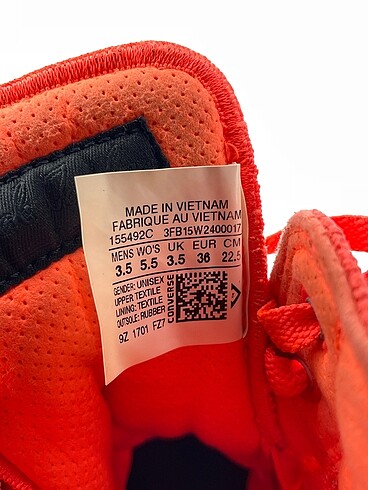 MADE IN VIETNAM
FABRIQUE AU VIETNAM
155492C 3FB15W2400017
MENS WO'S UK EUR CM
3.5 5.5 3.5 36 22.5
GENDER: UNISEX
UPPER TEXTILE
LINING: TEXTILE
OUTSOLE: RUBBER
9Z 1701 FZ7
CONVERSE